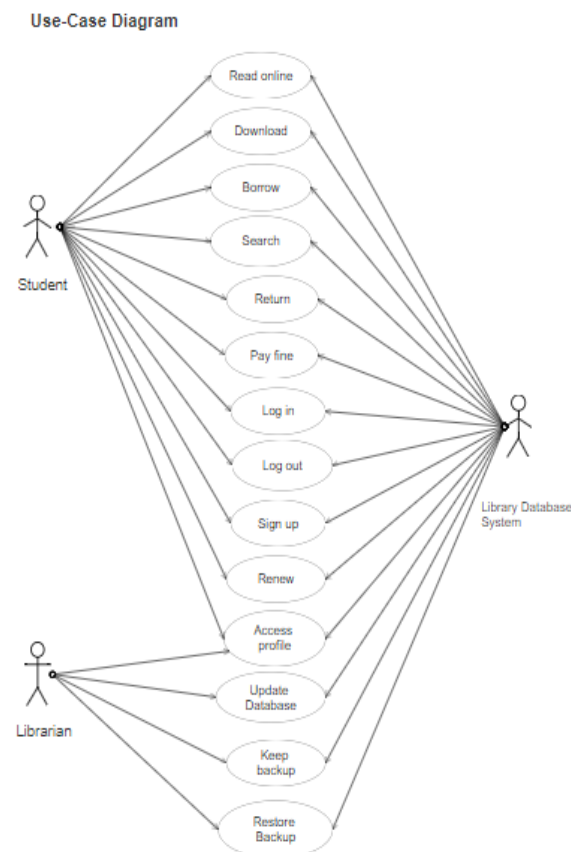 Use-Case Diagram
Read online
Download
Borrow
Search
Student
Return
Pay fine
Log in
Log out
Library Database
System
Sign up
Renew
Access
profile
Librarian
Update
Database
Keep
backup
Restore
Backup